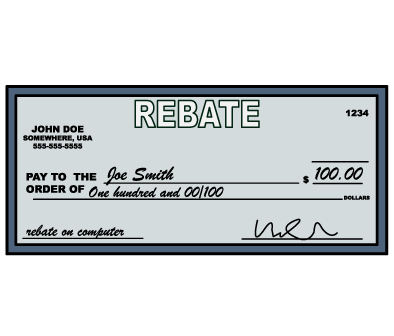 REBATE
1234
JOHN DOE
SOMEWHERE, USA
555-555-5555
PAY TO THE Joe Smith $ 100.00
ORDER OF One hundred and 00/100 DOLLARS
rebate on computer